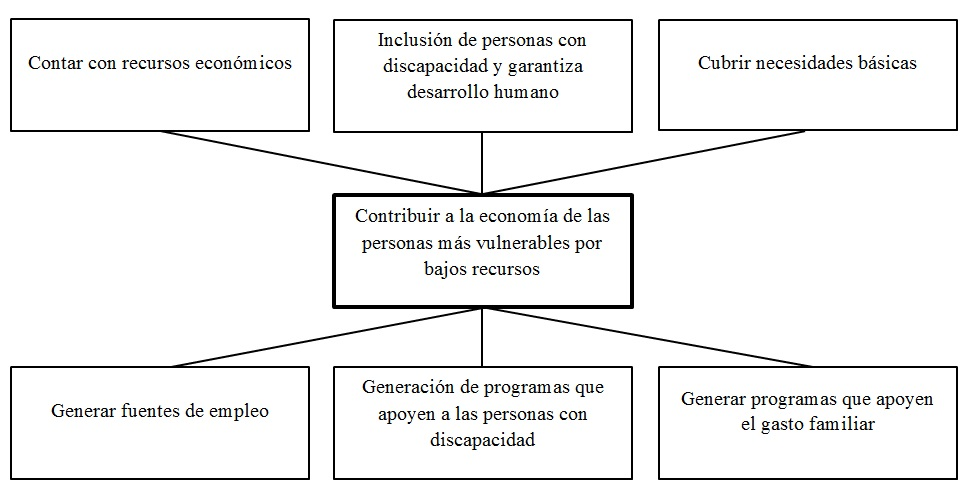 Contar con recursos económicos
Inclusión de personas con
discapacidad y garantiza
desarrollo humano
Cubrir necesidades básicas
Contribuir a la economía de las
personas más vulnerables por
bajos recursos
Generar fuentes de empleo
Generación de programas que
apoyen a las personas con
discapacidad
Generar programas que apoyen
el gasto familiar